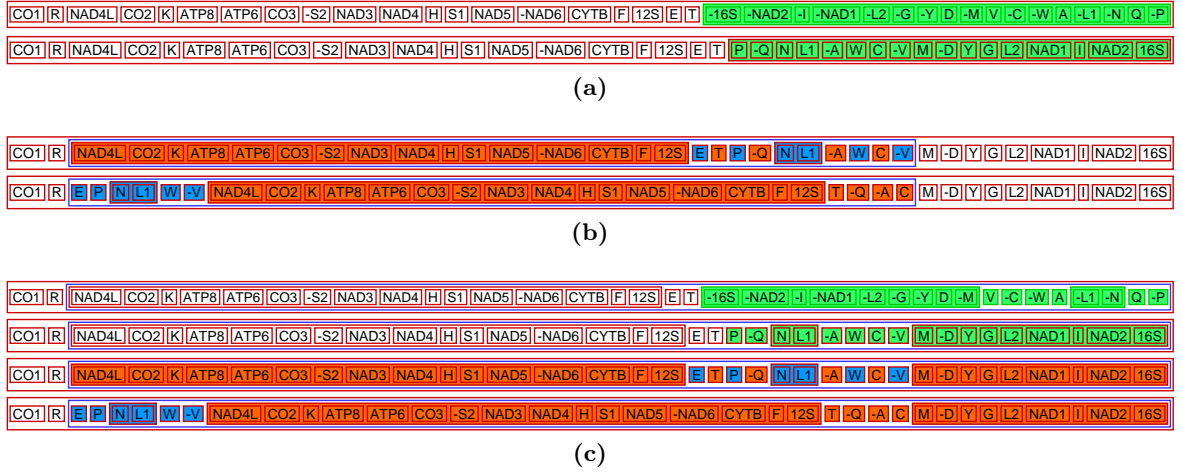 CO1 R NAD4L CO2 K ATP8 ATP6 CO3 -S2 NAD3 NAD4 H S1 NAD5 -NAD6 CYTB F 12S E T -16S -NAD2 -I -NAD1 -L2 -G -Y D -M V -C -W A -L1 -N Q -P
CO1 R NAD4L CO2 K ATP8 ATP6 CO3 -S2 NAD3 NAD4 H S1 NAD5 -NAD6 CYTB F 12S E T P -Q N L1 -A W C -V M -D Y G L2 NAD1 I NAD2 16S
(a)
CO1 R NAD4L CO2 K ATP8 ATP6 CO3 -S2 NAD3 NAD4 H S1 NAD5 -NAD6 CYTB F 12S E T P -Q N L1 -A W C -V M -D Y G L2 NAD1 I NAD2 16S
CO1 R E P N L1 W -V NAD4L CO2 K ATP8 ATP6 CO3 -S2 NAD3 NAD4 H S1 NAD5 -NAD6 CYTB F 12S T -Q -A C M -D Y G L2 NAD1 I NAD2 16S
(b)
CO1 R NAD4L CO2 K ATP8 ATP6 CO3 -S2 NAD3 NAD4 H S1 NAD5 -NAD6 CYTB F 12S E T -16S -NAD2 -I -NAD1 -L2 -G -Y D -M V -C -W A -L1 -N Q -P
CO1 R NAD4L CO2 K ATP8 ATP6 CO3 -S2 NAD3 NAD4 H S1 NAD5 -NAD6 CYTB F 12S E T P -Q N L1 -A W C -V M -D Y G L2 NAD1 I NAD2 16S
CO1 R NAD4L CO2 K ATP8 ATP6 CO3 -S2 NAD3 NAD4 H S1 NAD5 -NAD6 CYTB F 12S E T P -Q N L1 -A W C -V M -D Y G L2 NAD1 I NAD2 16S
CO1 R E P N L1 W -V NAD4L CO2 K ATP8 ATP6 CO3 -S2 NAD3 NAD4 H S1 NAD5 -NAD6 CYTB F 12S T -Q -A C M -D Y G L2 NAD1 I NAD2 16S
(c)